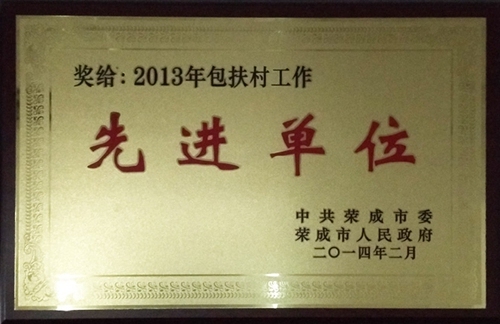 奖给：2013年包扶村工作
先进单位
中共荣成市委
荣成市人民政府
二〇一四年二月